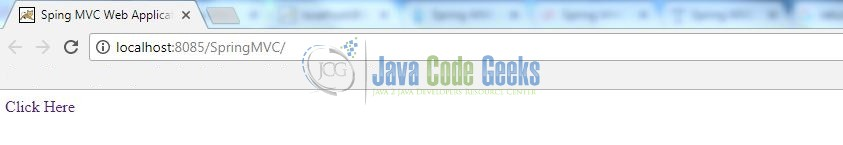 Sping MVC Web Applicat
localhost:8085/SpringMVC/
JCG
Java Code Geeks
JAVA 2 JAVA DEVELOPERS RESOURCE CENTER
Click Here